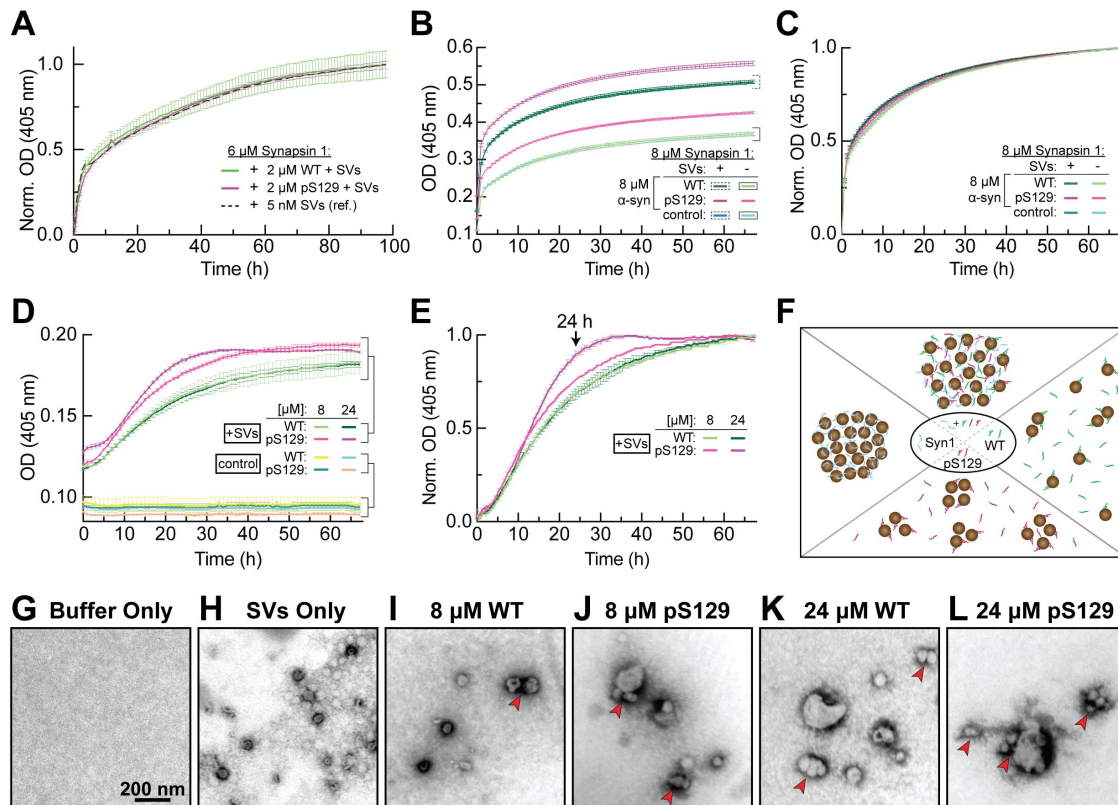 A
Norm. OD (405 nm)
1.0
0.5
0.0
0 20 40 60 80 100
Time (h)
6 µM Synapsin 1:
+ 2 µM WT + SVs
+ 2 µM pS129 + SVs
+ 5 nM SVs (ref.)
B
OD (405 nm)
0.6
0.5
0.4
0.3
0.2
0.1
0 10 20 30 40 50 60
Time (h)
8 µM Synapsin 1:
SVs: + -
8 µM α-syn
WT:
pS129:
control:
C
Norm. OD (405 nm)
1.0
0.5
0.0
0 10 20 30 40 50 60
Time (h)
8 µM Synapsin 1:
SVs: + -
8 µM α-syn
WT:
pS129:
control:
D
OD (405 nm)
0.20
0.15
0.10
0 10 20 30 40 50 60
Time (h)
[µM]: 8 24
+SVs
WT:
pS129:
control
WT:
pS129:
E
Norm. OD (405 nm)
1.0
0.5
0.0
0 10 20 30 40 50 60
Time (h)
24 h
[µM]: 8 24
+SVs
WT:
pS129:
F
+
Syn1
WT
pS129
G Buffer Only
200 nm
H SVs Only
I 8 µM WT
J 8 µM pS129
K 24 µM WT
L 24 µM pS129